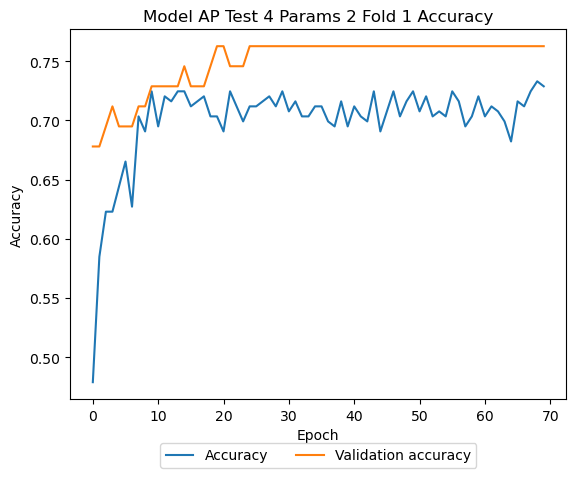 Model AP Test 4 Params 2 Fold 1 Accuracy
Accuracy
0.75
0.70
0.65
0.60
0.55
0.50
0 10 20 30 40 50 60 70
Epoch
Accuracy Validation accuracy